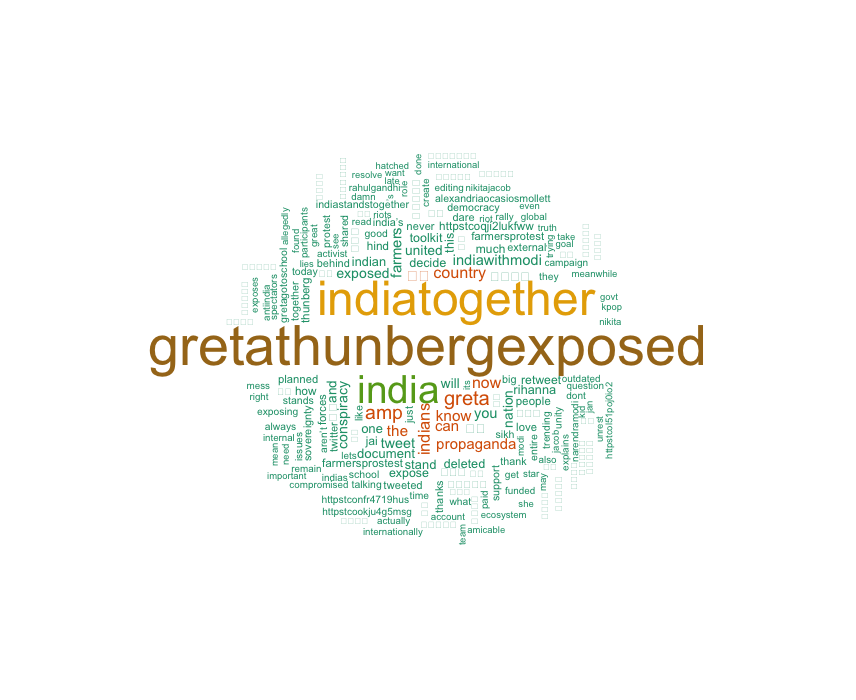 hatched
done
international
resolve want
late
rahulgandhi
role
create
editing nikitajacob
damn
's
alexandriaocasiosmollett
indiastandstogether
riots
democracy
even
read india's
never
dare
riot
rally
global
httpstcoqji2lukfww
truth
allegedly
participants
found
great
protest
see
shared
good
hind
farmers
toolkit
this
farmersprotest
trying
take
goal
activist
united
much external
lies behind indian
decide indiawithmodi
campaign
gretagotoschool
today
exposed
country
they
meanwhile
exposes
antiindia
spectators
together
thunberg
indiatogether
govt
kpop
nikita
gretathunbergexposed
mess
planned
right
to how
stands
exposing
india
will
its
now
big retweet outdated
greta
rihanna
question
people
dont
kid
jan
httpstcol51poj0o2
amp
know
you
nation
always
internal
issues
sovereignty
aren't
forces
twitter
and
conspiracy
like
one
the
just
can
indians
love
sikh
modi
entire
trending
jacob
unity
narendramodi
unrest
explains
mean
need
lets
jai tweet
propaganda
document
farmersprostest stand deleted
thank
also
remain
important
indias
school expose
support
get
star
may
compromised talking tweeted
paid
funded
she
time
thanks
what
httpstconfr4719hus
httpstcookju4g5msg
account
ecosystem
actually
internationally
team
amicable